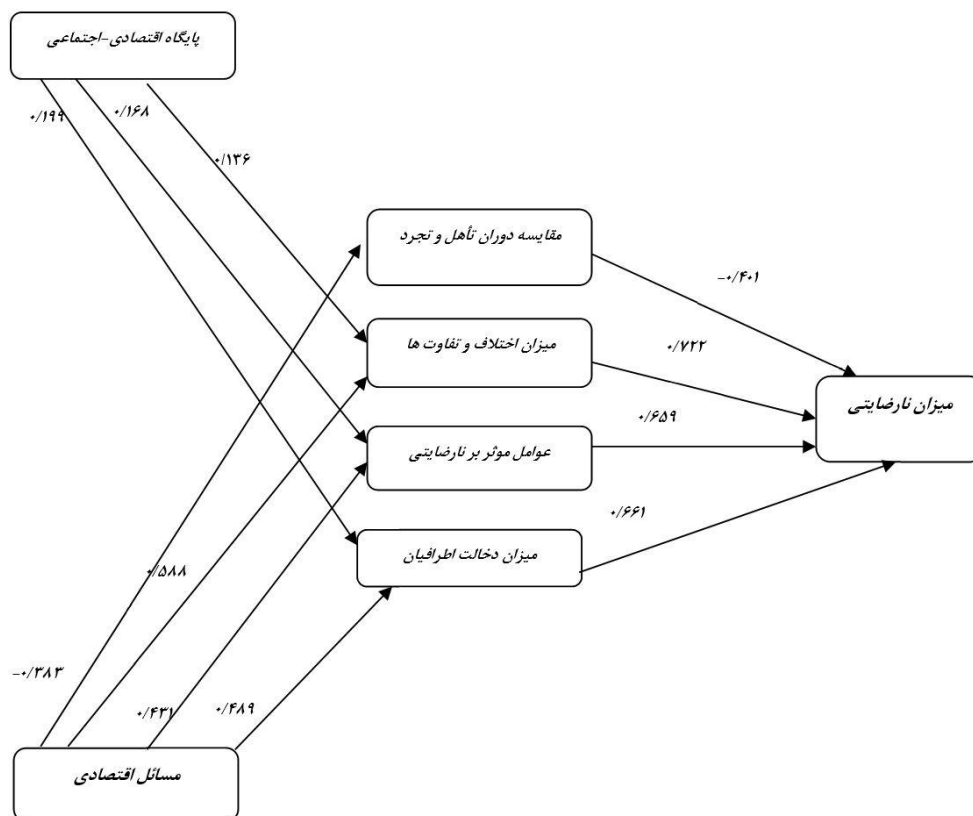 پایگاه اقتصادی-اجتماعی
۰/۱۹۹
۰/۱۶۸
۰/۱۳۶
مقایسه دوران تأهل و تجرد
-۰/۴۰۱
میزان اختلاف و تفاوت ها
۰/۷۲۲
میزان نارضایتی
عوامل موثر بر نارضایتی
۰/۶۵۹
میزان دخالت اطرافیان
۰/۶۶۱
۰/۵۸۸
-۰/۳۸۳
۰/۴۳۱
۰/۴۸۹
مسائل اقتصادی